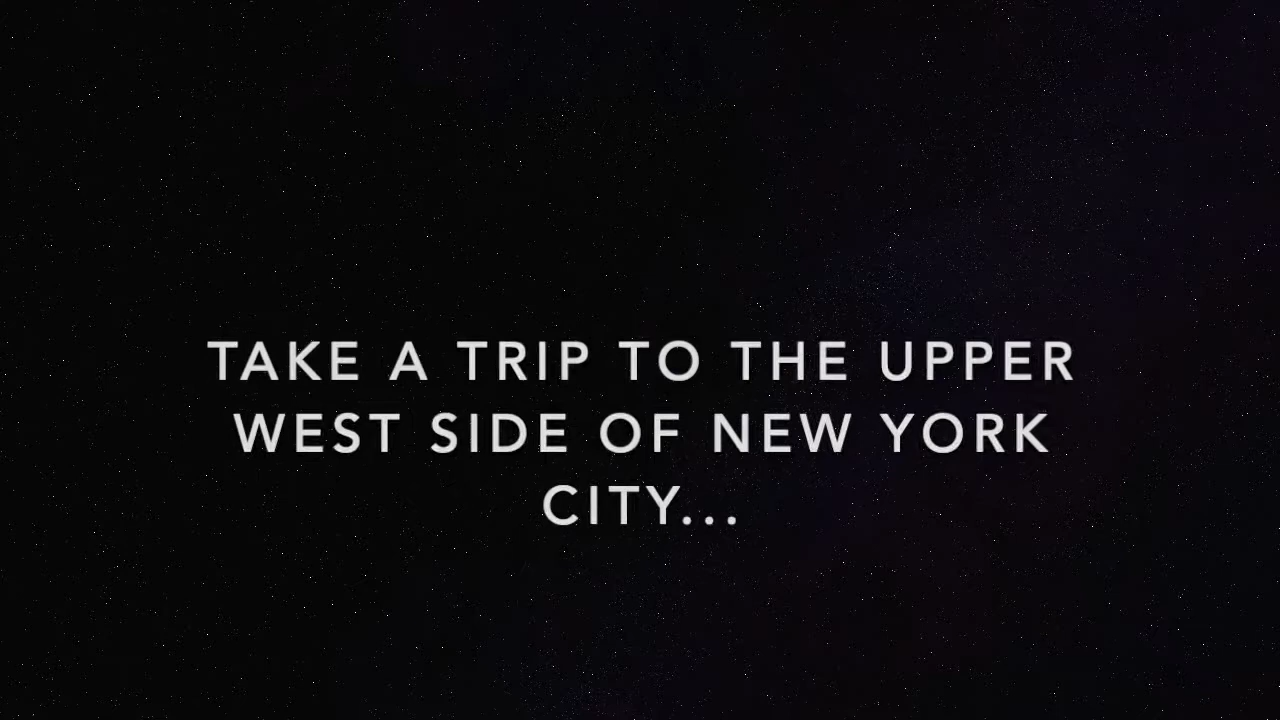 TAKE A TRIP TO THE UPPER
WEST SIDE OF NEW YORK
CITY...